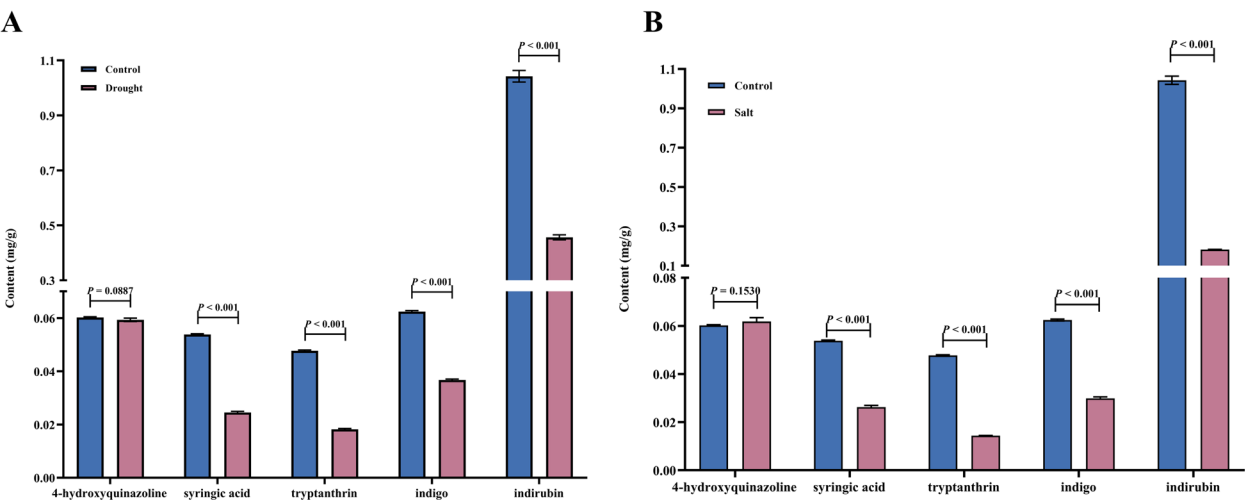 A
Content (mg/g)
1.1
0.9
0.7
0.5
0.3
0.06
0.04
0.02
0.00
Control
Drought
P = 0.0887
P < 0.001
P < 0.001
P < 0.001
P < 0.001
4-hydroxyquinazoline
syringic acid
tryptanthrin
indigo
indirubin
B
Content (mg/g)
1.1
0.9
0.7
0.5
0.3
0.1
0.08
0.06
0.04
0.02
0.00
Control
Salt
P = 0.1530
P < 0.001
P < 0.001
P < 0.001
P < 0.001
4-hydroxyquinazoline
syringic acid
tryptanthrin
indigo
indirubin